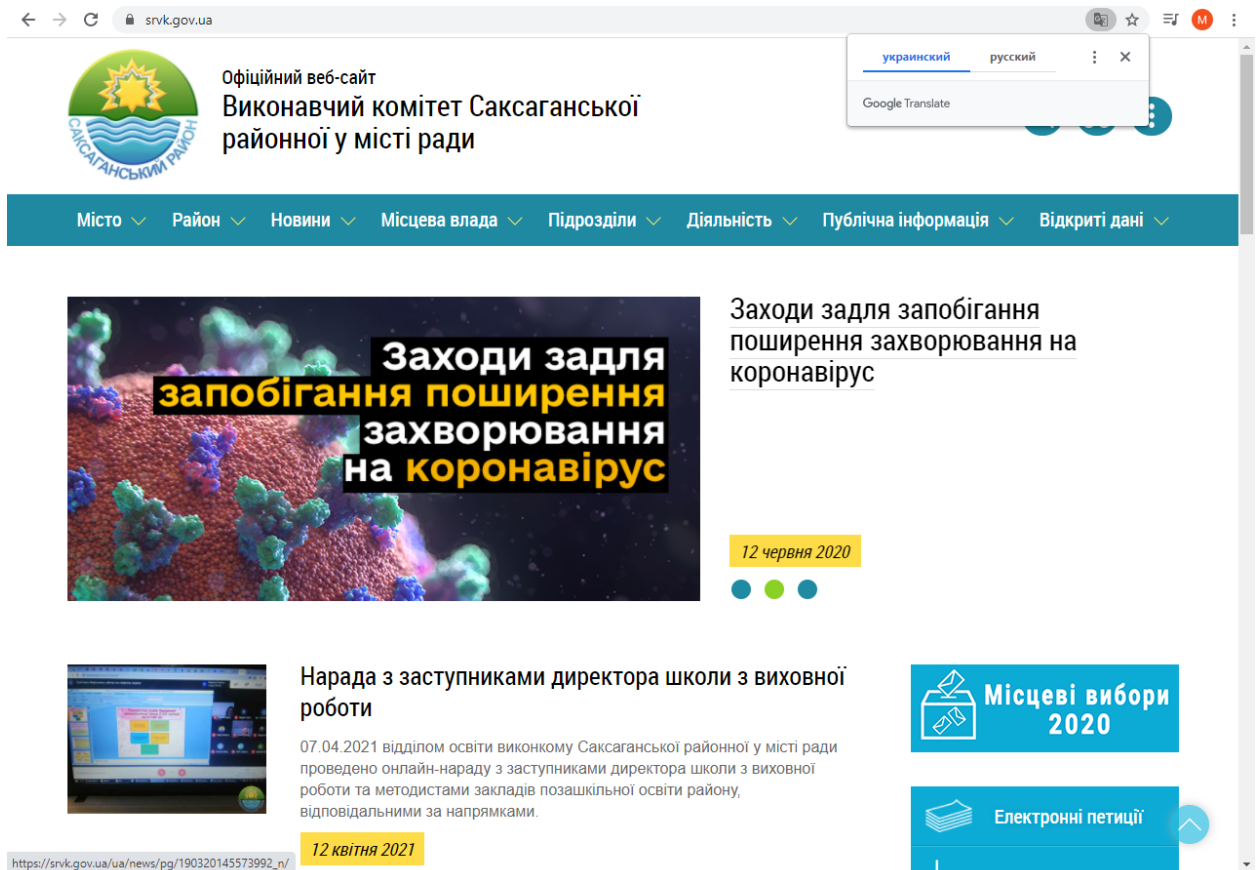 srvk.gov.ua
M
украинский русский
Google Translate
САКСАГАНСЬКИЙ РАЙОН
Офіційний веб-сайт
Виконавчий комітет Саксаганської
районної у місті ради
Місто Район Новини Місцева влада Підрозділи Діяльність Публічна інформація Відкриті дані
Заходи задля
запобігання поширення
захворювання
на коронавірус
Заходи задля запобігання
поширення захворювання на
коронавірус
12 червня 2020
Нарада з заступниками директора школи з виховної
роботи
07.04.2021 відділом освіти виконкому Саксаганської районної у місті ради
проведено онлайн-нараду з заступниками директора школи з виховної
роботи та методистами закладів позашкільної освіти району,
відповідальними за напрямками.
12 квітня 2021
Місцеві вибори
2020
Електронні петиції
https://srvk.gov.ua/ua/news/pg/190320145573992_n/